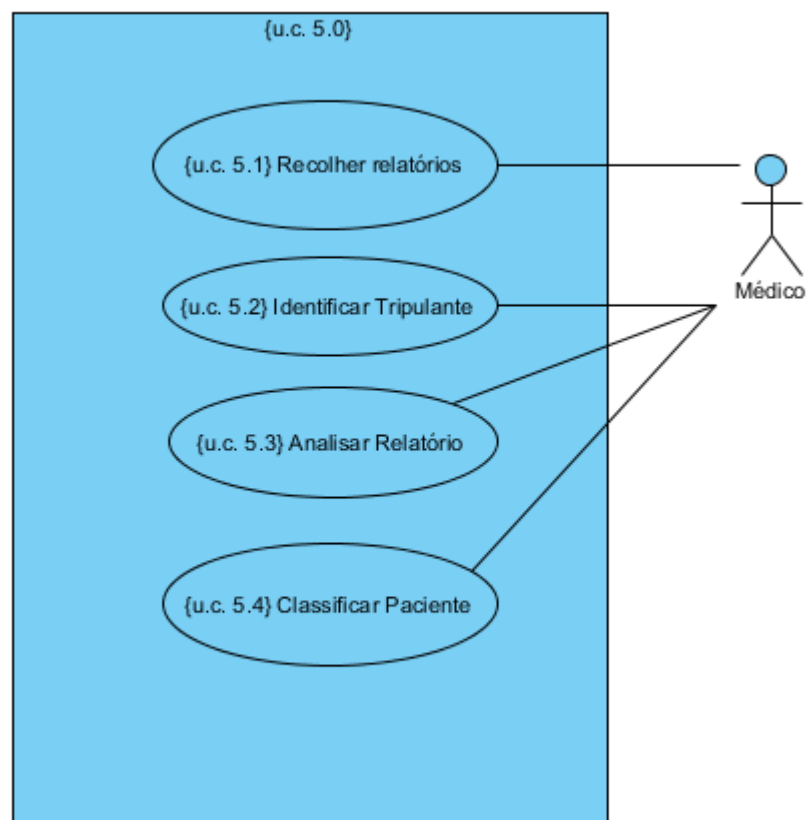 {u.c. 5.0}
{u.c. 5.1} Recolher relatórios
{u.c. 5.2} Identificar Tripulante
Médico
{u.c. 5.3} Analisar Relatório
{u.c. 5.4} Classificar Paciente